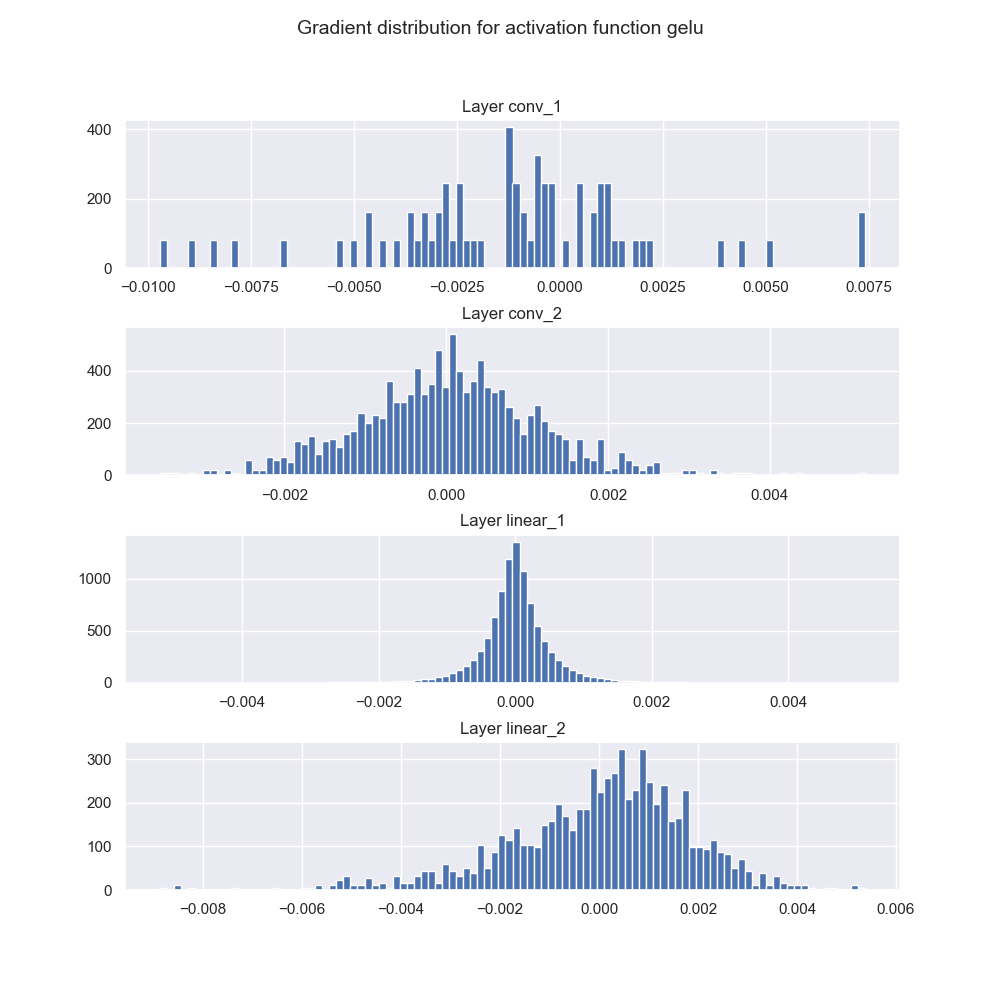 Gradient distribution for activation function gelu
Layer conv_1
400
200
0
−0.0100 −0.0075 −0.0050 −0.0025 0.0000 0.0025 0.0050 0.0075
Layer conv_2
400
200
0
−0.002 0.000 0.002 0.004
Layer linear_1
1000
500
0
−0.004 −0.002 0.000 0.002 0.004
Layer linear_2
300
200
100
0
−0.008 −0.006 −0.004 −0.002 0.000 0.002 0.004 0.006